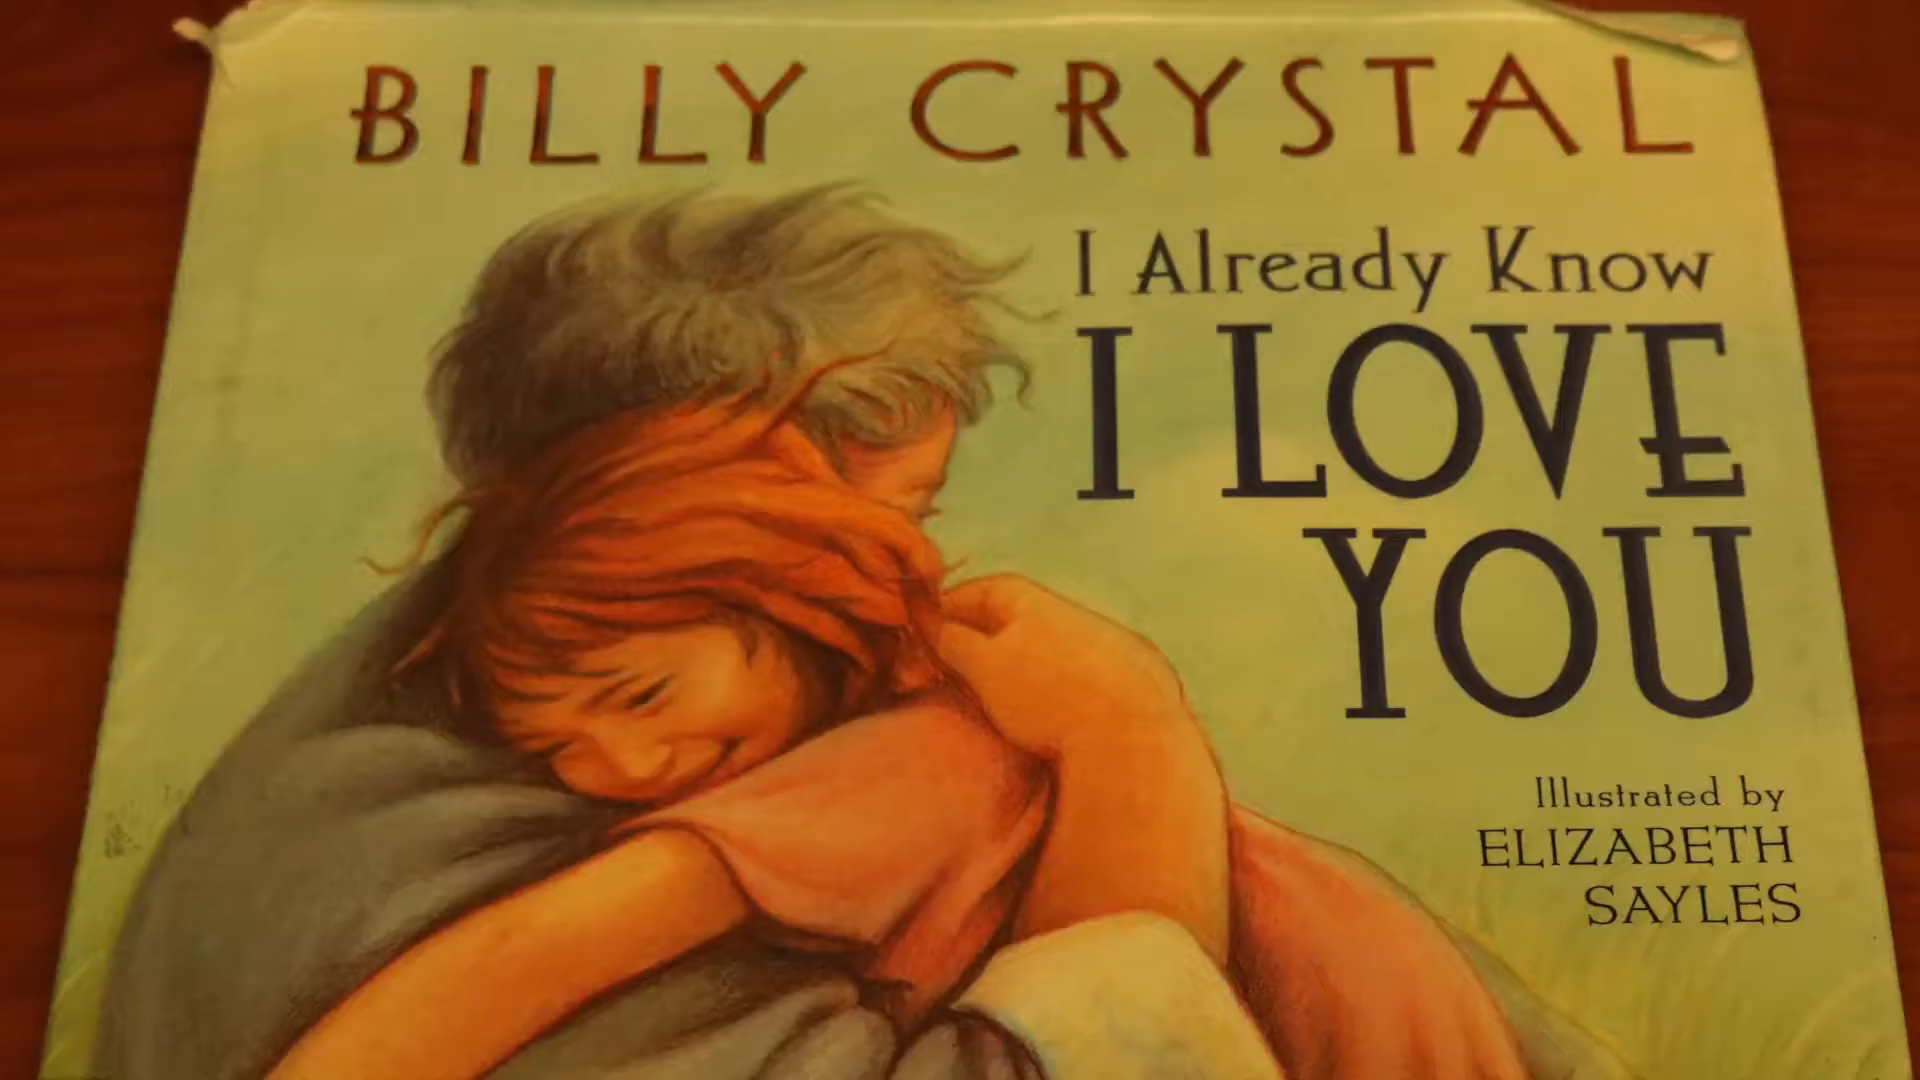 BILLY CRYSTAL
I Already Know
I LOVE
YOU
Illustrated by
ELIZABETH
SAYLES